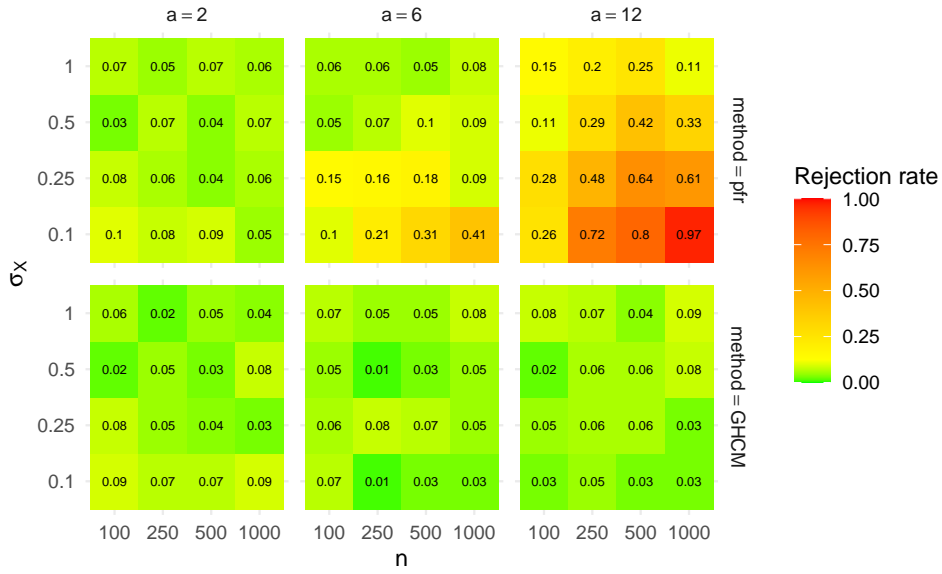 a = 2 a = 6 a = 12
1 0.07 0.05 0.07 0.06 0.06 0.06 0.05 0.08 0.15 0.2 0.25 0.11
0.5 0.03 0.07 0.04 0.07 0.05 0.07 0.1 0.09 0.11 0.29 0.42 0.33
0.25 0.08 0.06 0.04 0.06 0.15 0.16 0.18 0.09 0.28 0.48 0.64 0.61
0.1 0.1 0.08 0.09 0.05 0.1 0.21 0.31 0.41 0.26 0.72 0.8 0.97
method = pfr
1 0.06 0.02 0.05 0.04 0.07 0.05 0.05 0.08 0.08 0.07 0.04 0.09
0.5 0.02 0.05 0.03 0.08 0.05 0.01 0.03 0.05 0.02 0.06 0.06 0.08
0.25 0.08 0.05 0.04 0.03 0.06 0.08 0.07 0.05 0.05 0.06 0.06 0.03
0.1 0.09 0.07 0.07 0.09 0.07 0.01 0.03 0.03 0.03 0.05 0.03 0.03
method = GHCM
100 250 500 1000 100 250 500 1000 100 250 500 1000
n
σX
Rejection rate
1.00
0.75
0.50
0.25
0.00